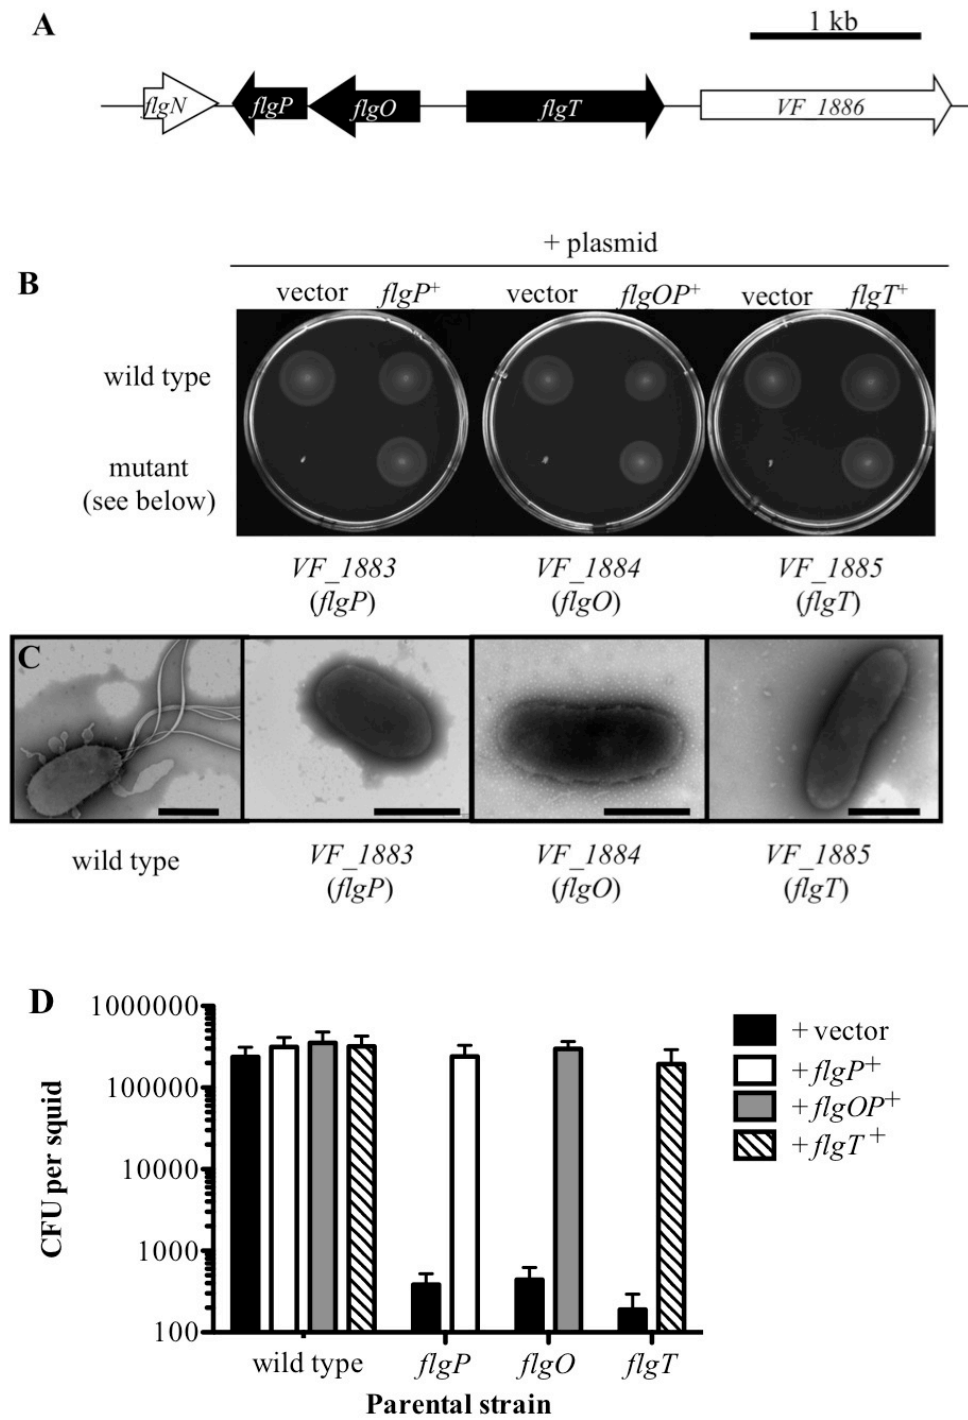 A
1 kb
flgN flgP flgO flgT VF_1886
+ plasmid
B
vector flgP+ vector flgOP+ vector flgT+
wild type
mutant
(see below)
VF_1883 VF_1884 VF_1885
(flgP) (flgO) (flgT)
C
wild type VF_1883 VF_1884 VF_1885
(flgP) (flgO) (flgT)
D
1000000
100000
10000
1000
100
CFU per squid
+ vector
+ flgP+
+ flgOP+
+ flgT +
wild type flgP flgO flgT
Parental strain